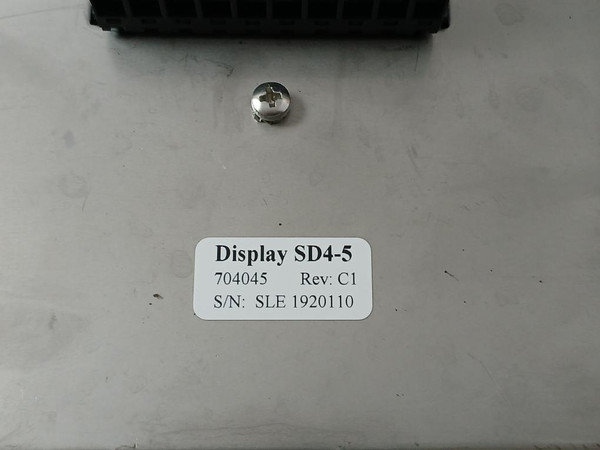 Display SD4-5
704045 Rev: C1
S/N: SLE 1920110